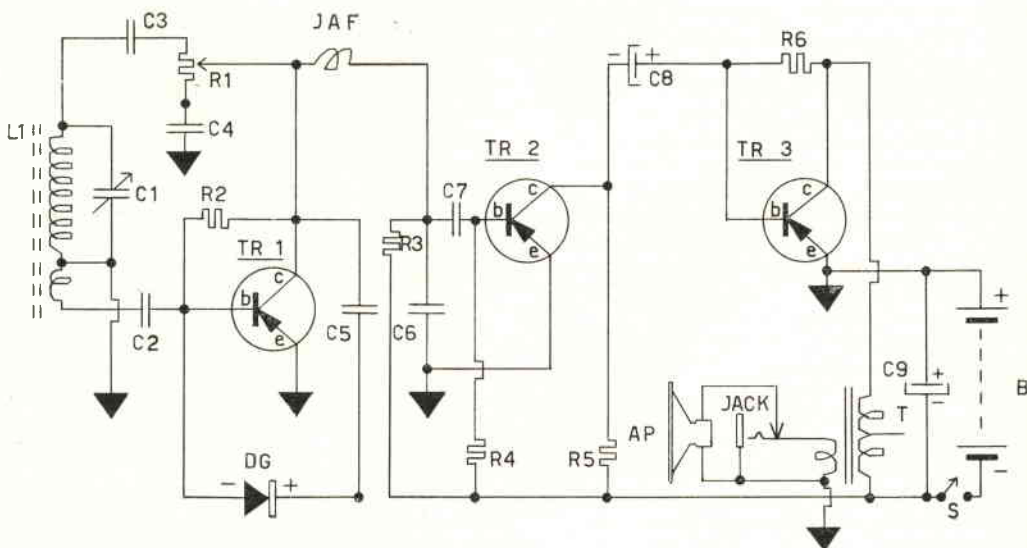 C3
JAF
R1
C4
L1
C1
R2
TR 1
b
c
e
C2
C5
DG
-
+
R3
C6
C7
TR 2
b
c
e
R4
R5
-
+
C8
R6
TR 3
b
c
e
AP
JACK
T
C9
+
-
+
B
-
S